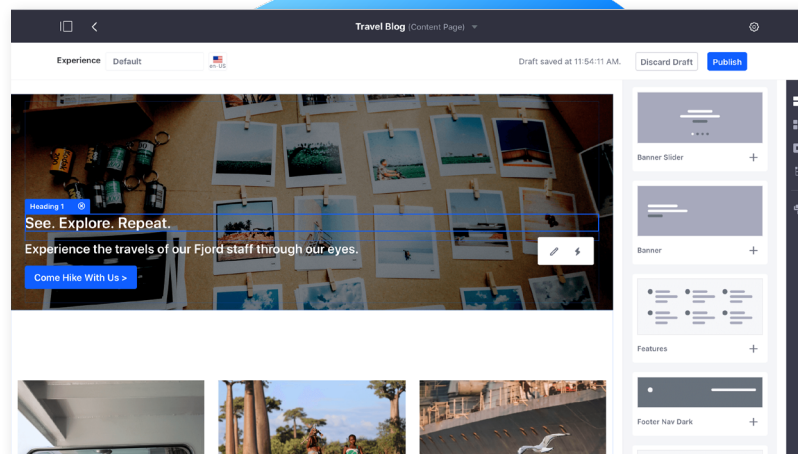 Travel Blog (Content Page)
Experience Default en-US Draft saved at 11:54:11 AM. Discard Draft Publish
Banner Slider
Heading 1
See. Explore. Repeat.
Experience the travels of our Fjord staff through our eyes.
Come Hike With Us >
Banner
Features
Footer Nav Dark